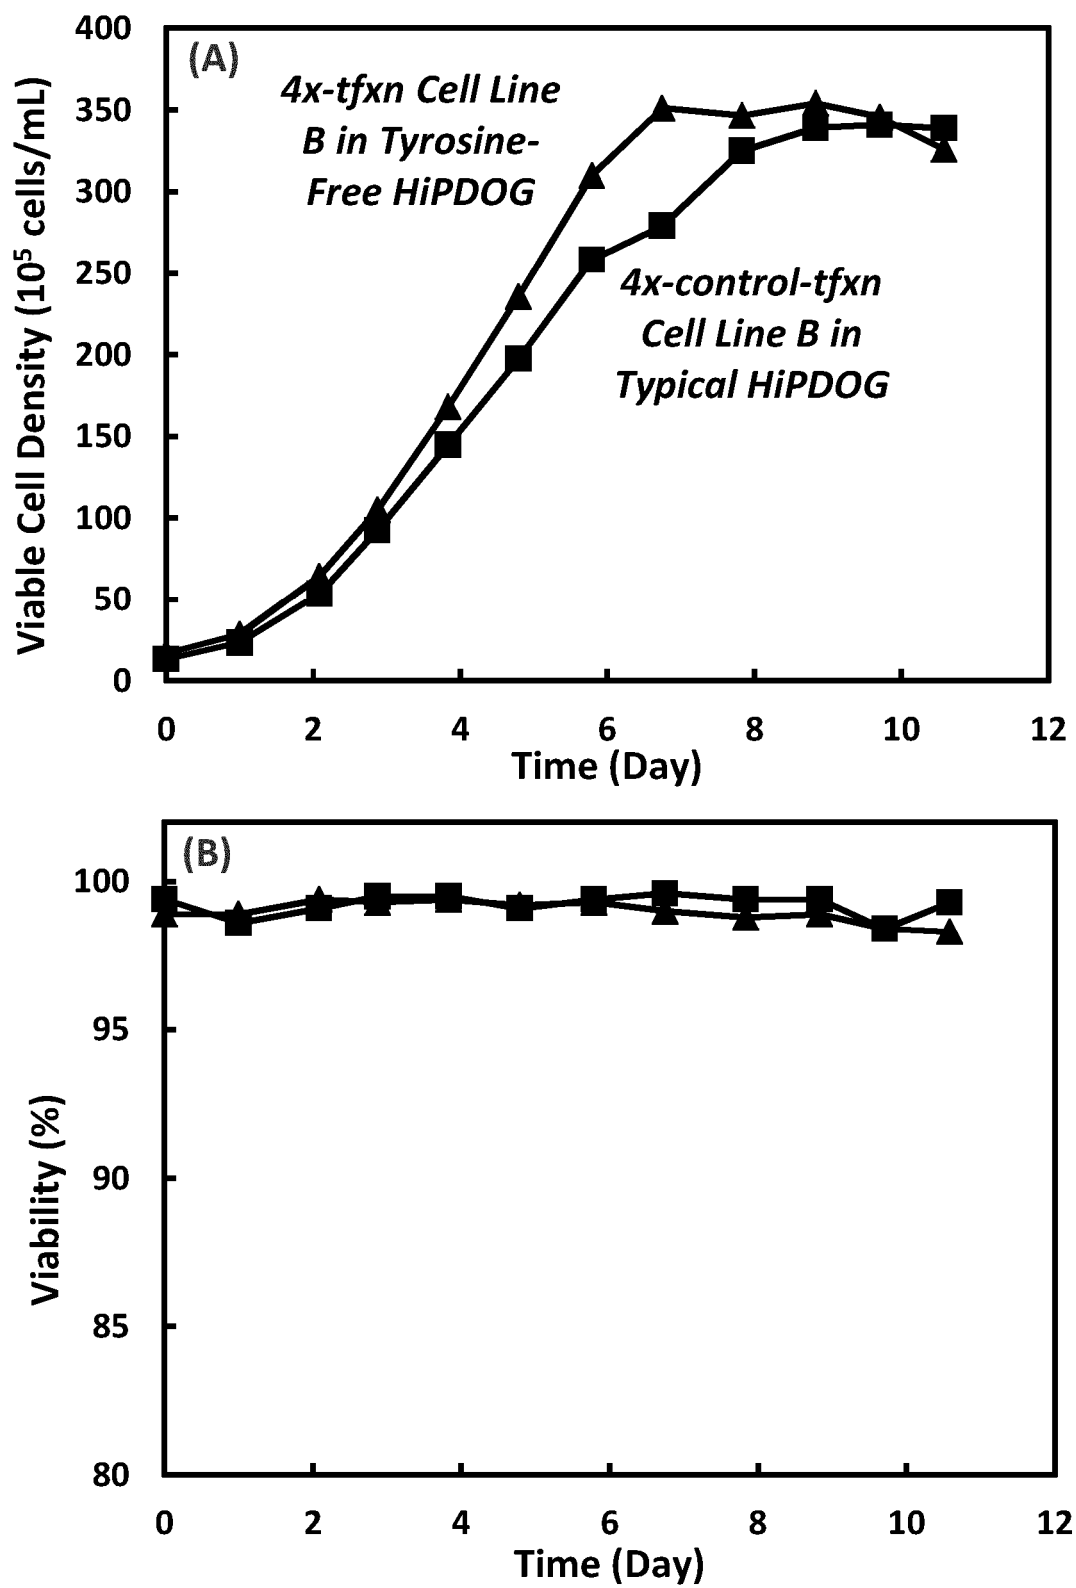 (A)
4x-tfxn Cell Line
B in Tyrosine-
Free HiPDOG
4x-control-tfxn
Cell Line B in
Typical HiPDOG
Viable Cell Density (10⁵ cells/mL)
400
350
300
250
200
150
100
50
0
0 2 4 6 8 10 12
Time (Day)
(B)
Viability (%)
100
95
90
85
80
0 2 4 6 8 10 12
Time (Day)